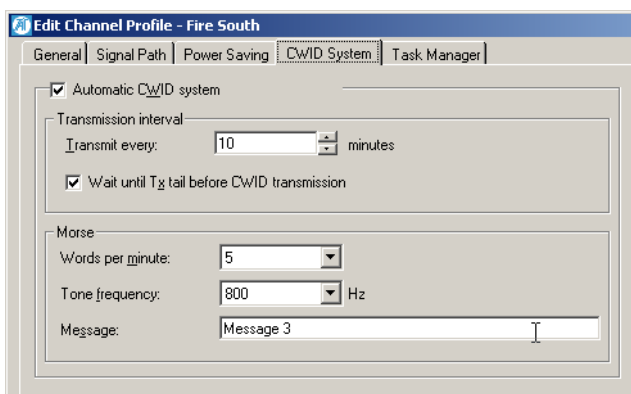 Edit Channel Profile - Fire South
General Signal Path Power Saving CWID System Task Manager
Automatic CWID system
Transmission interval
Transmit every: 10 minutes
Wait until Tx tail before CWID transmission
Morse
Words per minute: 5
Tone frequency: 800 Hz
Message: Message 3